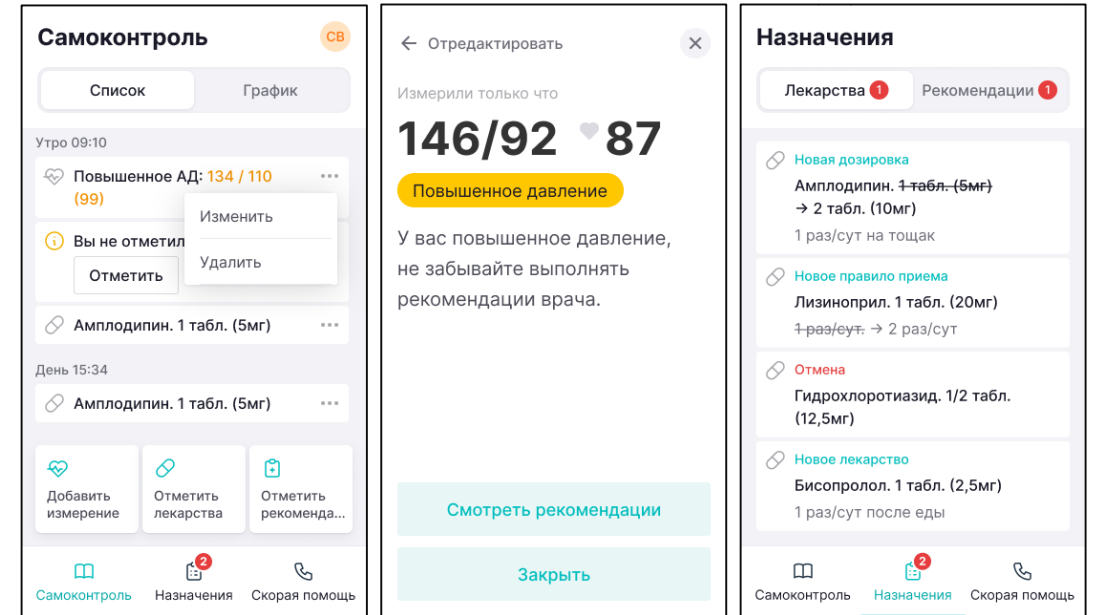 Самоконтроль
СВ
Список
График
Утро 09:10
Повышенное АД: 134 / 110
(99)
Изменить
Удалить
Вы не отметил
Отметить
Амплодипин. 1 табл. (5мг)
День 15:34
Амплодипин. 1 табл. (5мг)
Добавить
измерение
Отметить
лекарства
Отметить
рекоменда...
2
Самоконтроль
Назначения
Скорая помощь
← Отредактировать
Измерили только что
146/92 87
Повышенное давление
У вас повышенное давление,
не забывайте выполнять
рекомендации врача.
Смотреть рекомендации
Закрыть
Назначения
Лекарства 1
Рекомендации 1
Новая дозировка
Амплодипин. 1 табл. (5мг)
→ 2 табл. (10мг)
1 раз/сут на тощак
Новое правило приема
Лизиноприл. 1 табл. (20мг)
1 раз/сут. → 2 раз/сут
Отмена
Гидрохлоротиазид. 1/2 табл.
(12,5мг)
Новое лекарство
Бисопролол. 1 табл. (2,5мг)
1 раз/сут после еды
2
Самоконтроль
Назначения
Скорая помощь